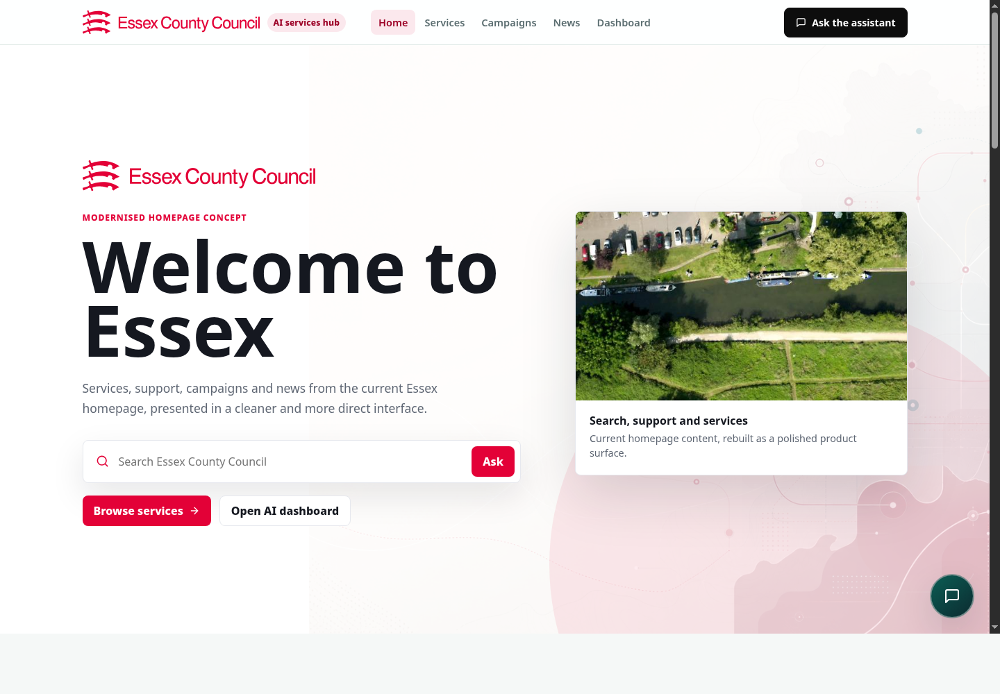 Essex County Council
AI services hub
Home
Services
Campaigns
News
Dashboard
Ask the assistant
Essex County Council
MODERNISED HOMEPAGE CONCEPT
Welcome to
Essex
Services, support, campaigns and news from the current Essex
homepage, presented in a cleaner and more direct interface.
Search Essex County Council
Ask
Browse services
Open AI dashboard
Search, support and services
Current homepage content, rebuilt as a polished product
surface.